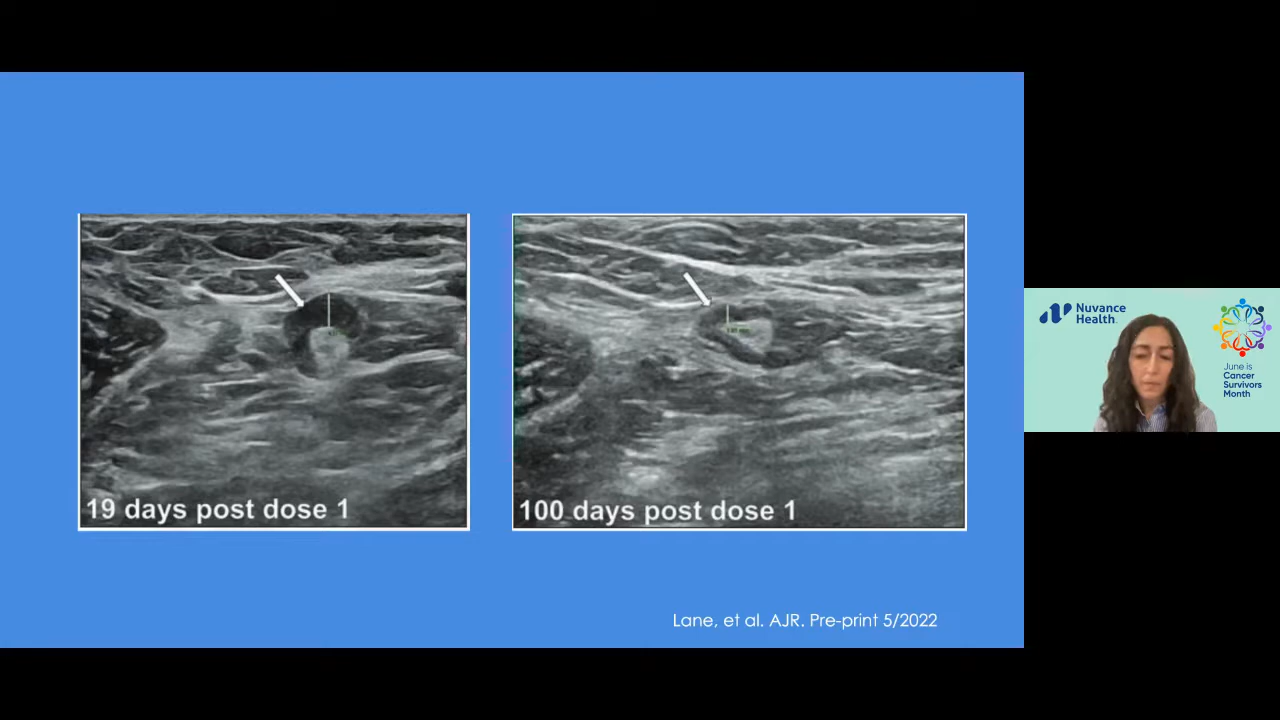 19 days post dose 1
100 days post dose 1
Lane, et al. AJR. Pre-print 5/2022
Nuvance
Health
June is
Cancer
Survivors
Month